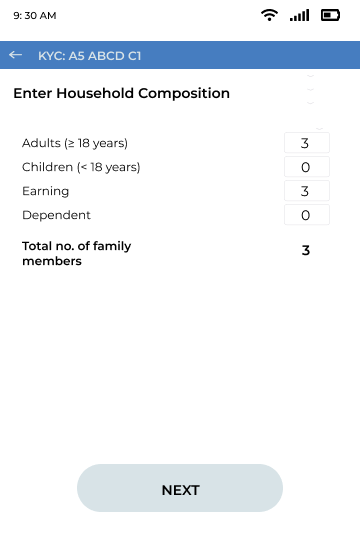 9: 30 AM
KYC: A5 ABCD C1
Enter Household Composition
Adults (≥ 18 years) 3
Children (< 18 years) 0
Earning 3
Dependent 0
Total no. of family
members 3
NEXT